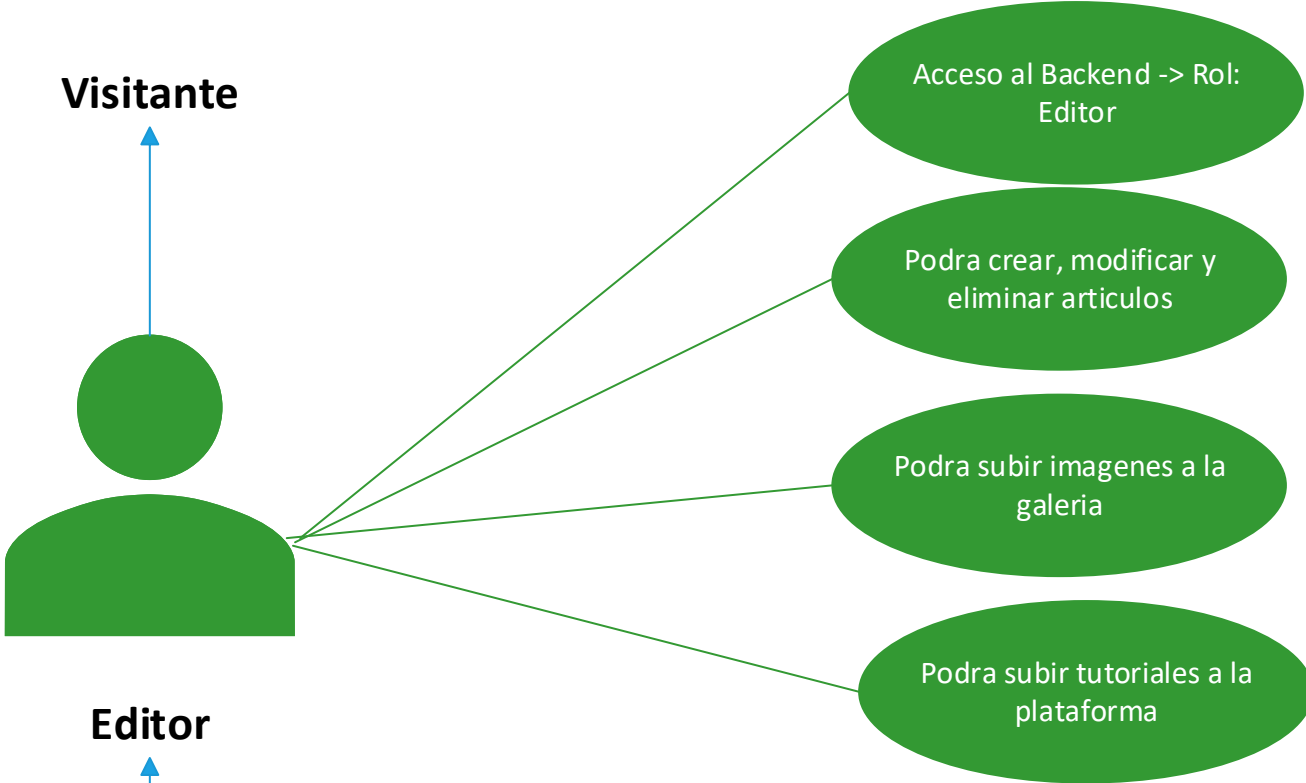 Visitante
Acceso al Backend -> Rol:
Editor
Podra crear, modificar y
eliminar articulos
Podra subir imagenes a la
galeria
Podra subir tutoriales a la
plataforma
Editor